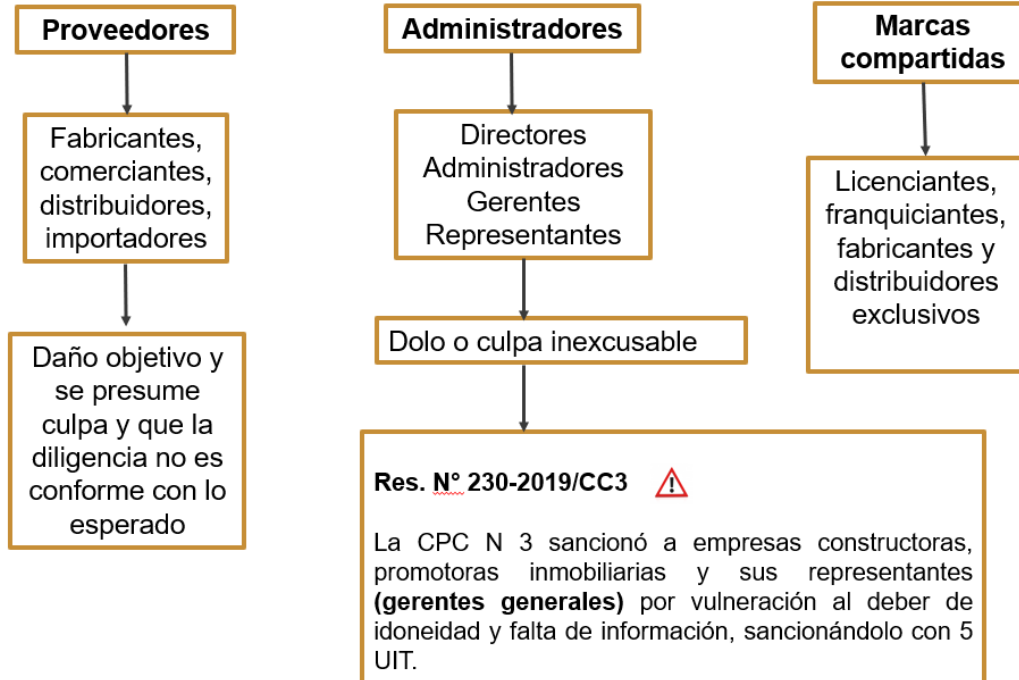 Proveedores
Fabricantes,
comerciantes,
distribuidores,
importadores
Daño objetivo y
se presume
culpa y que la
diligencia no es
conforme con lo
esperado
Administradores
Directores
Administradores
Gerentes
Representantes
Dolo o culpa inexcusable
Res. N° 230-2019/CC3
La CPC N 3 sancionó a empresas constructoras,
promotoras inmobiliarias y sus representantes
(gerentes generales) por vulneración al deber de
idoneidad y falta de información, sancionándolo con 5
UIT.
Marcas
compartidas
Licenciantes,
franquiciantes,
fabricantes y
distribuidores
exclusivos